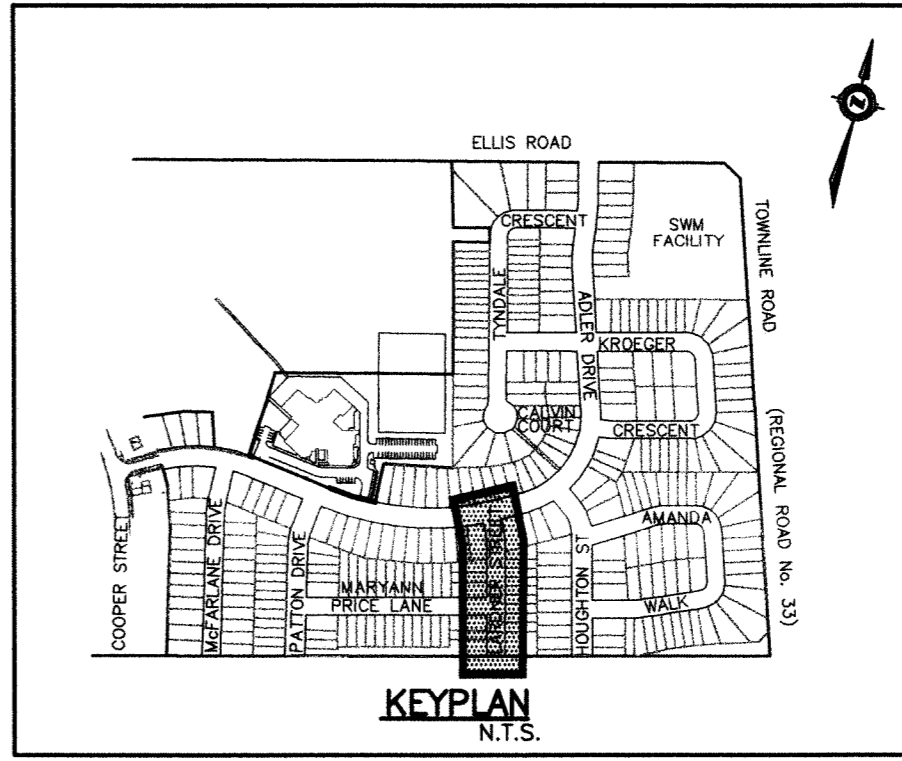 ELLIS ROAD
CRESCENT
SWM
FACILITY
TOWNLINE ROAD
(REGIONAL ROAD No. 33)
TYNDALE
ADLER DRIVE
KROEGER
CALVIN
COURT
CRESCENT
AMANDA
WALK
HOUGHTON ST
STREET
MARYANN
PRICE LANE
PATTON DRIVE
McFARLANE DRIVE
COOPER STREET
KEYPLAN
N.T.S.
Z